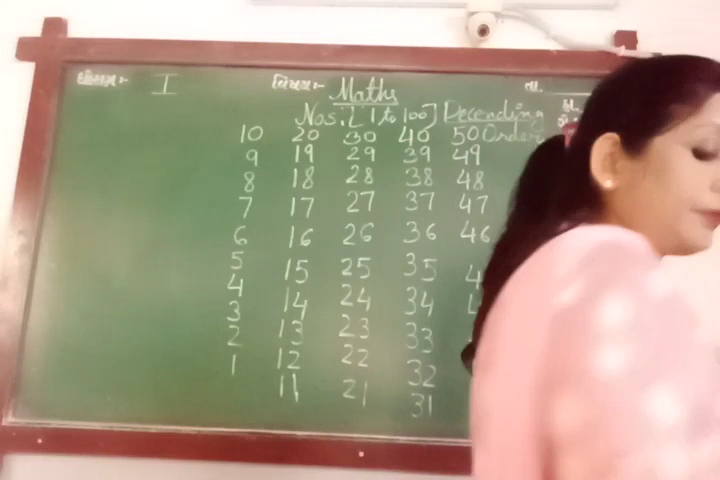 I
Maths
Nos. [ 1 to 100 ] Decending
10 20 30 40 50 Order
9 19 29 39 49
8 18 28 38 48
7 17 27 37 47
6 16 26 36 46
5 15 25 35 4
4 14 24 34
3 13 23 33
2 12 22 32
1 11 21 31